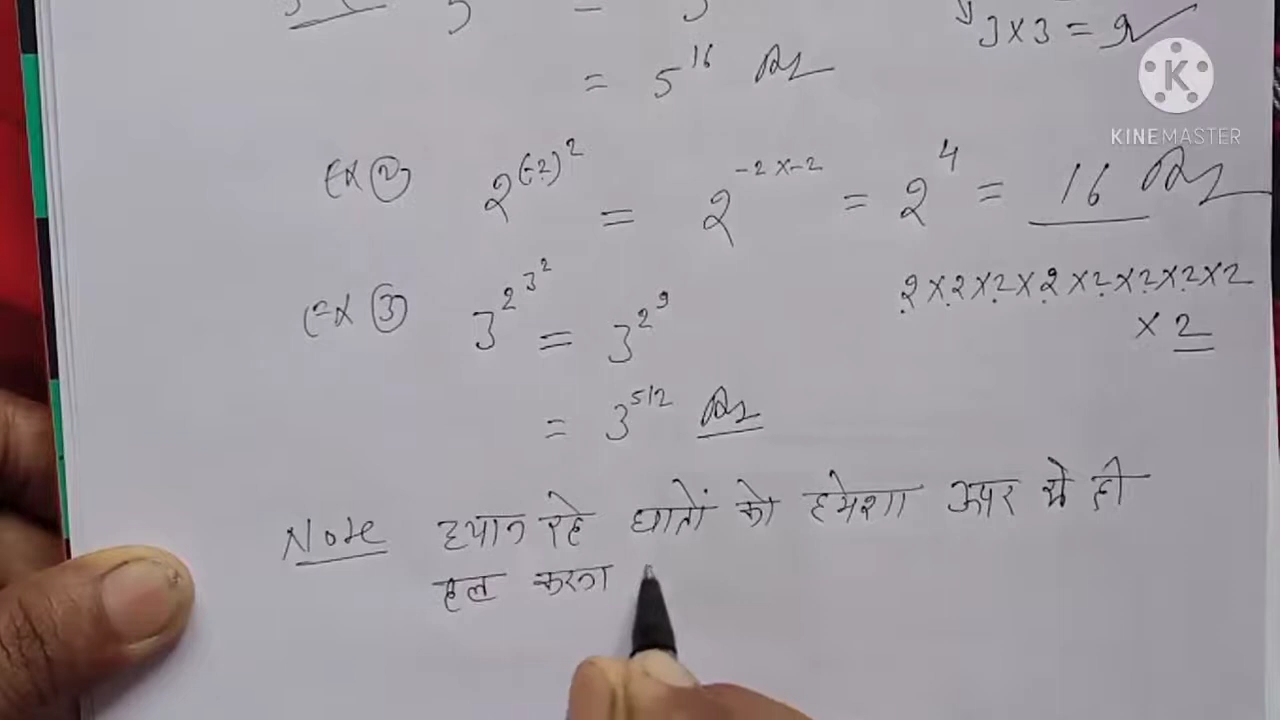 5 = 5
3×3 = 9
= 5^16 Ans
KINEMASTER
Ex ② 2^(-2)^2 = 2^-2×-2 = 2^4 = 16 Ans
Ex ③ 3^2^3^2 = 3^2^9
2×2×2×2×2×2×2×2
×2
= 3^512 Ans
Note ध्यान रहे घातों को हमेशा ऊपर से ही
हल करना